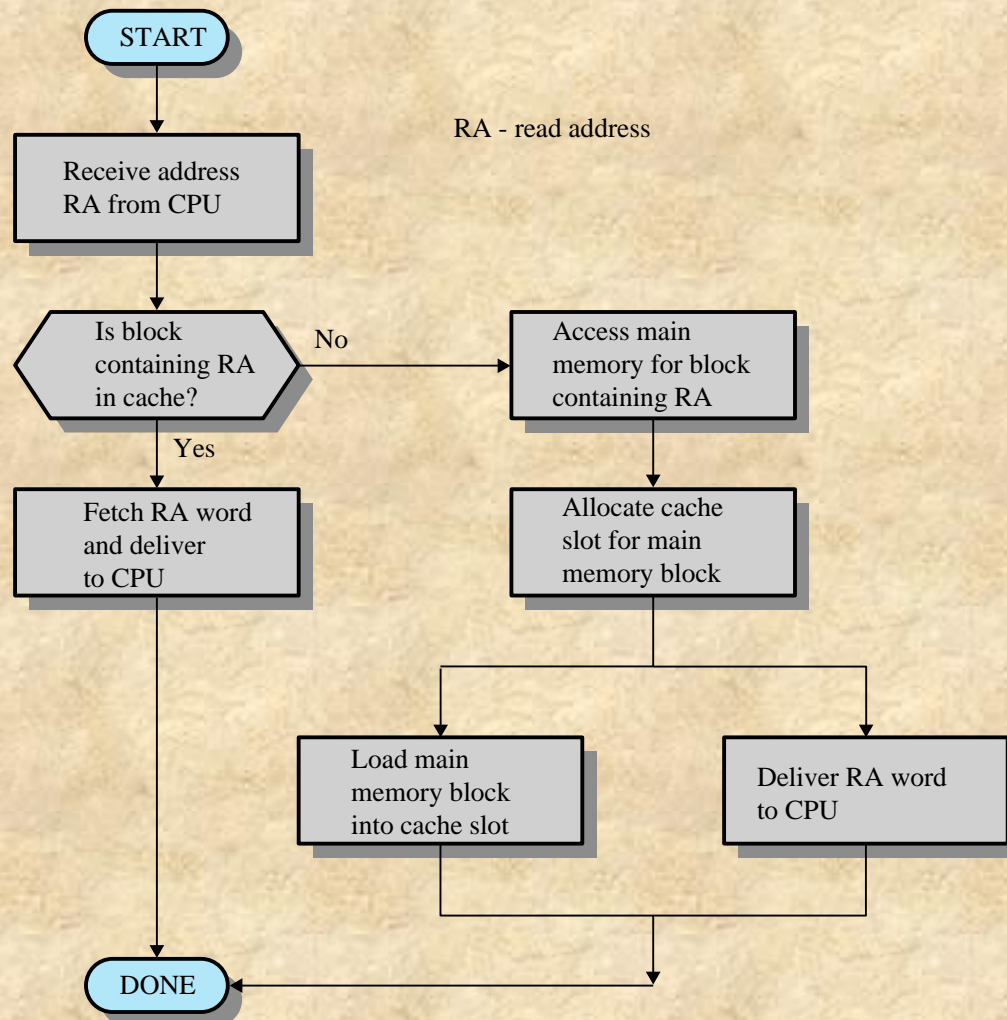 START
RA - read address
Receive address
RA from CPU
Is block
containing RA
in cache?
No
Access main
memory for block
containing RA
Yes
Fetch RA word
and deliver
to CPU
Allocate cache
slot for main
memory block
Load main
memory block
into cache slot
Deliver RA word
to CPU
DONE